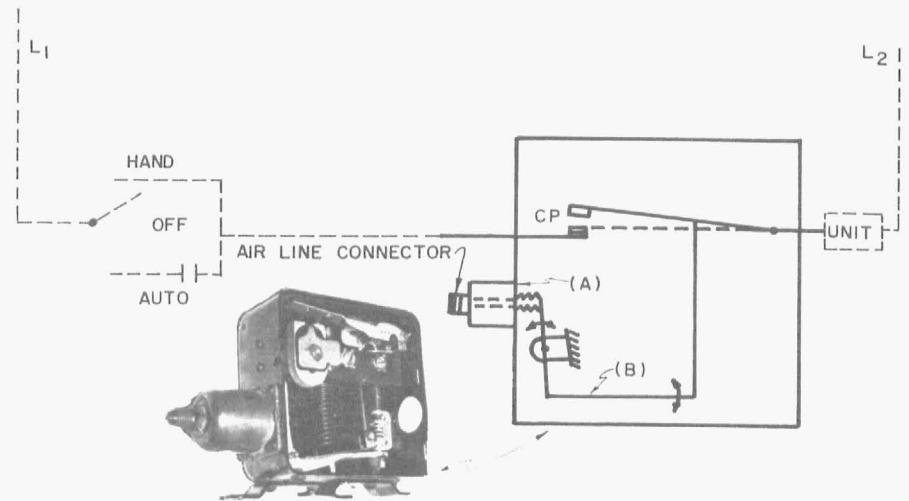 L1
L2
HAND
OFF
AUTO
AIR LINE CONNECTOR
CP
UNIT
(A)
(B)